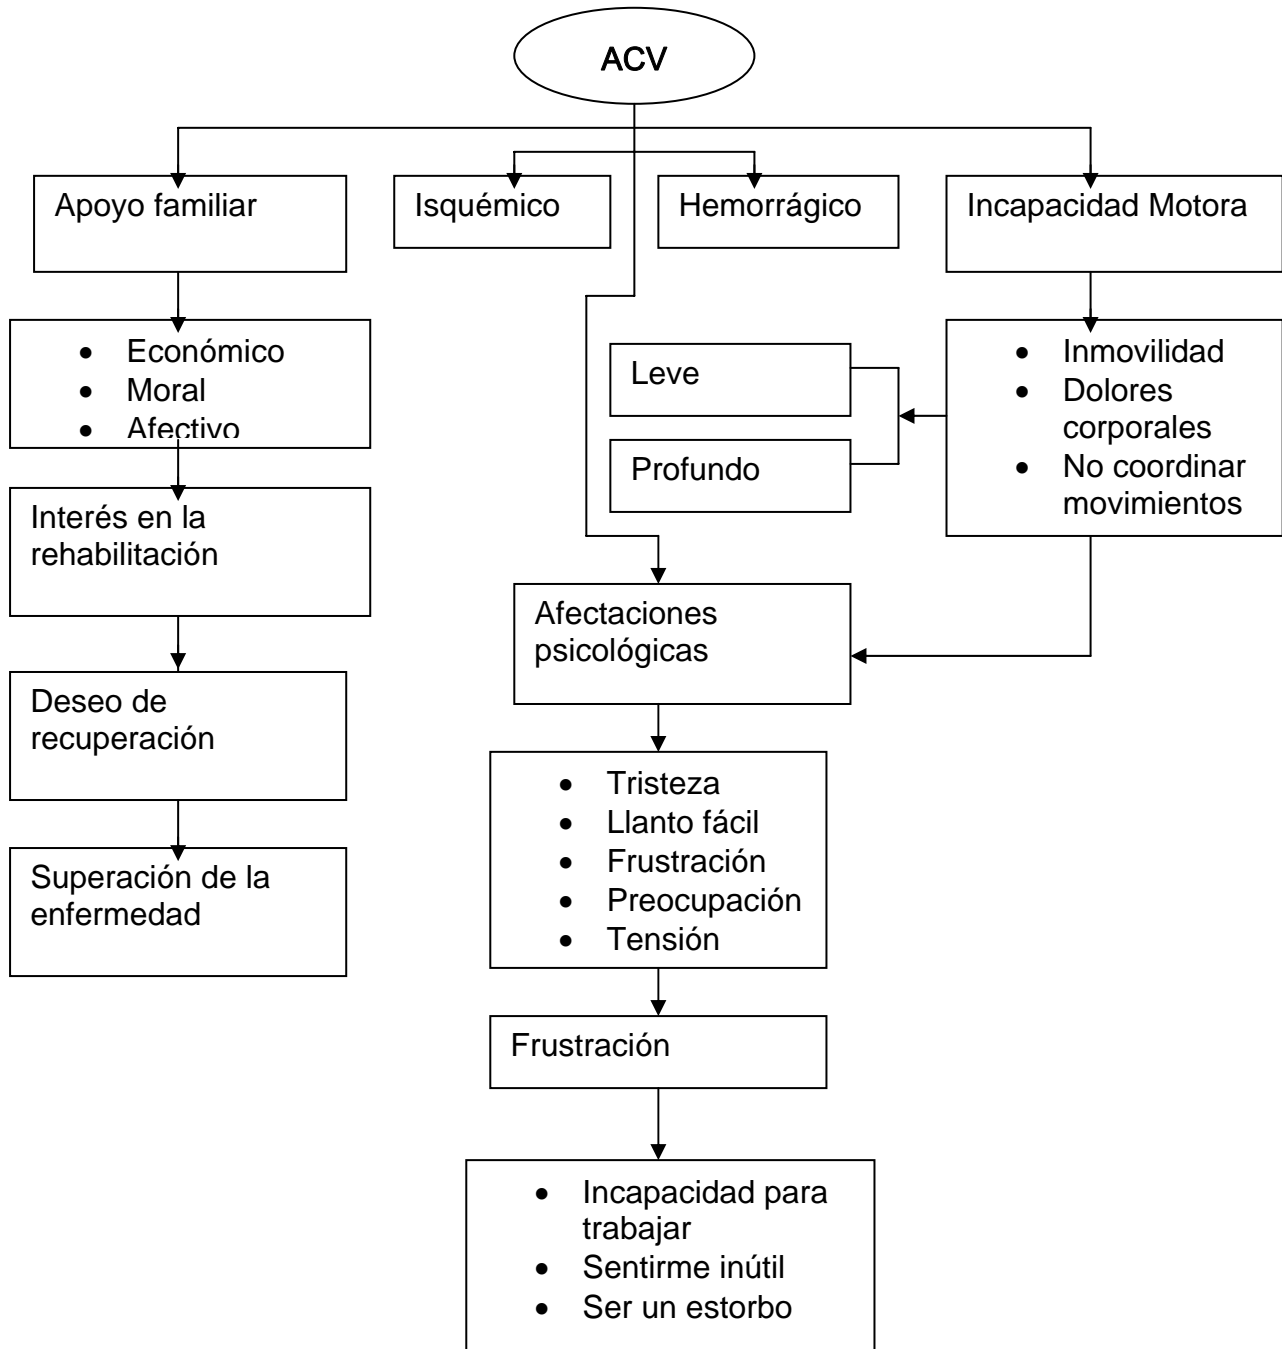 ACV
Apoyo familiar
Isquémico
Hemorrágico
Incapacidad Motora
• Económico
• Moral
• Afectivo
Leve
Profundo
• Inmovilidad
• Dolores
corporales
• No coordinar
movimientos
Interés en la
rehabilitación
Afectaciones
psicológicas
Deseo de
recuperación
• Tristeza
• Llanto fácil
• Frustración
• Preocupación
• Tensión
Superación de la
enfermedad
Frustración
• Incapacidad para
trabajar
• Sentirme inútil
• Ser un estorbo